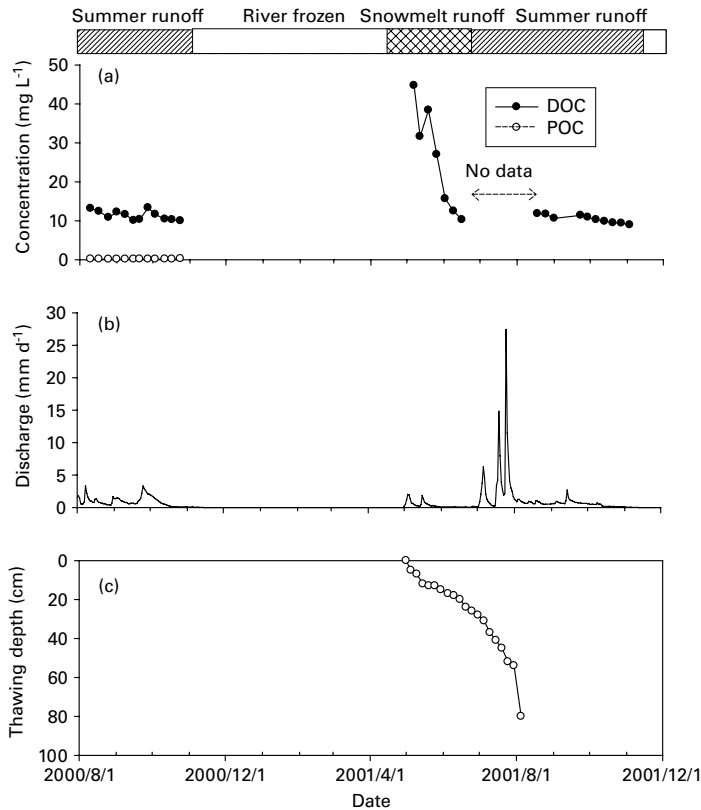 Summer runoff River frozen Snowmelt runoff Summer runoff
50
40
30
20
10
0
Concentration (mg L-1)
(a)
DOC
POC
No data
30
25
20
15
10
5
0
Discharge (mm d-1)
(b)
0
20
40
60
80
100
Thawing depth (cm)
(c)
2000/8/1 2000/12/1 2001/4/1 2001/8/1 2001/12/1
Date